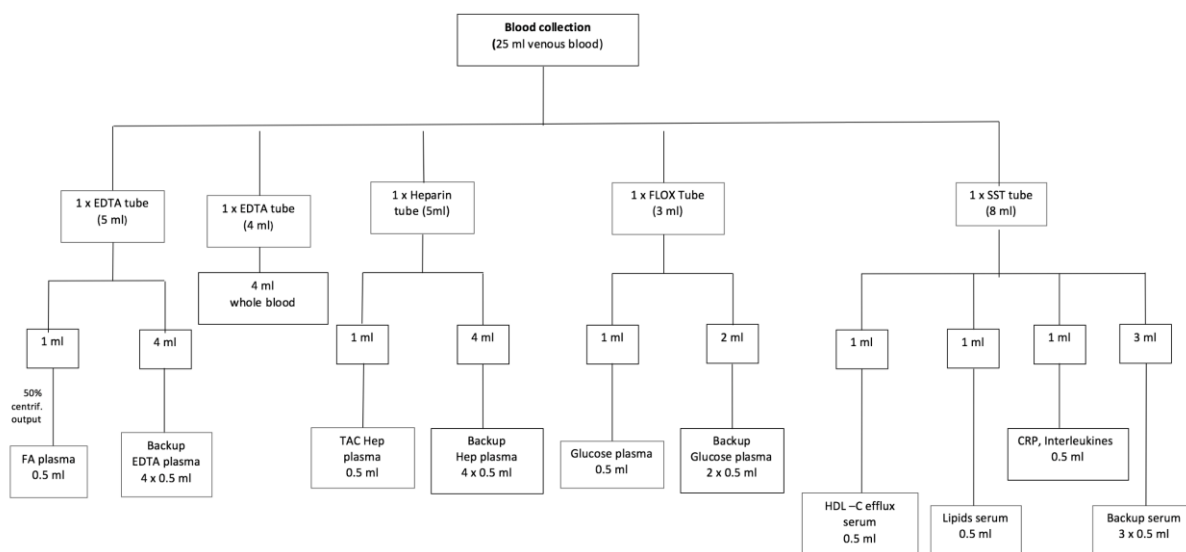 Blood collection
(25 ml venous blood)
1 x EDTA tube
(5 ml)
1 x EDTA tube
(4 ml)
1 x Heparin
tube (5ml)
1 x FLOX Tube
(3 ml)
1 x SST tube
(8 ml)
4 ml
whole blood
1 ml
4 ml
1 ml
4 ml
1 ml
2 ml
1 ml
1 ml
1 ml
3 ml
50%
centrif.
output
FA plasma
0.5 ml
Backup
EDTA plasma
4 x 0.5 ml
TAC Hep
plasma
0.5 ml
Backup
Hep plasma
4 x 0.5 ml
Glucose plasma
0.5 ml
Backup
Glucose plasma
2 x 0.5 ml
HDL –C efflux
serum
0.5 ml
Lipids serum
0.5 ml
CRP, Interleukines
0.5 ml
Backup serum
3 x 0.5 ml